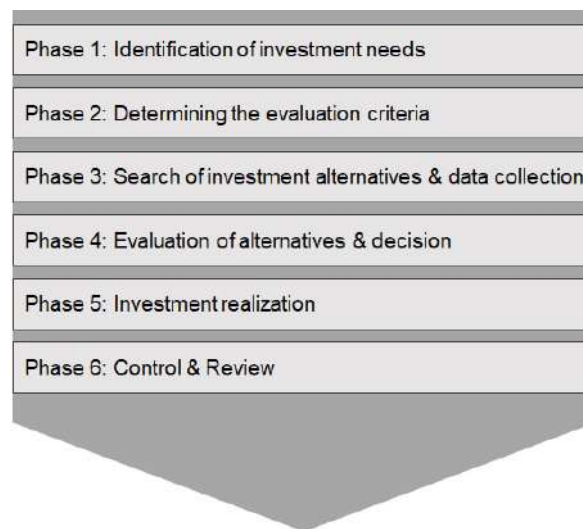 Phase 1: Identification of investment needs
Phase 2: Determining the evaluation criteria
Phase 3: Search of investment alternatives & data collection
Phase 4: Evaluation of alternatives & decision
Phase 5: Investment realization
Phase 6: Control & Review